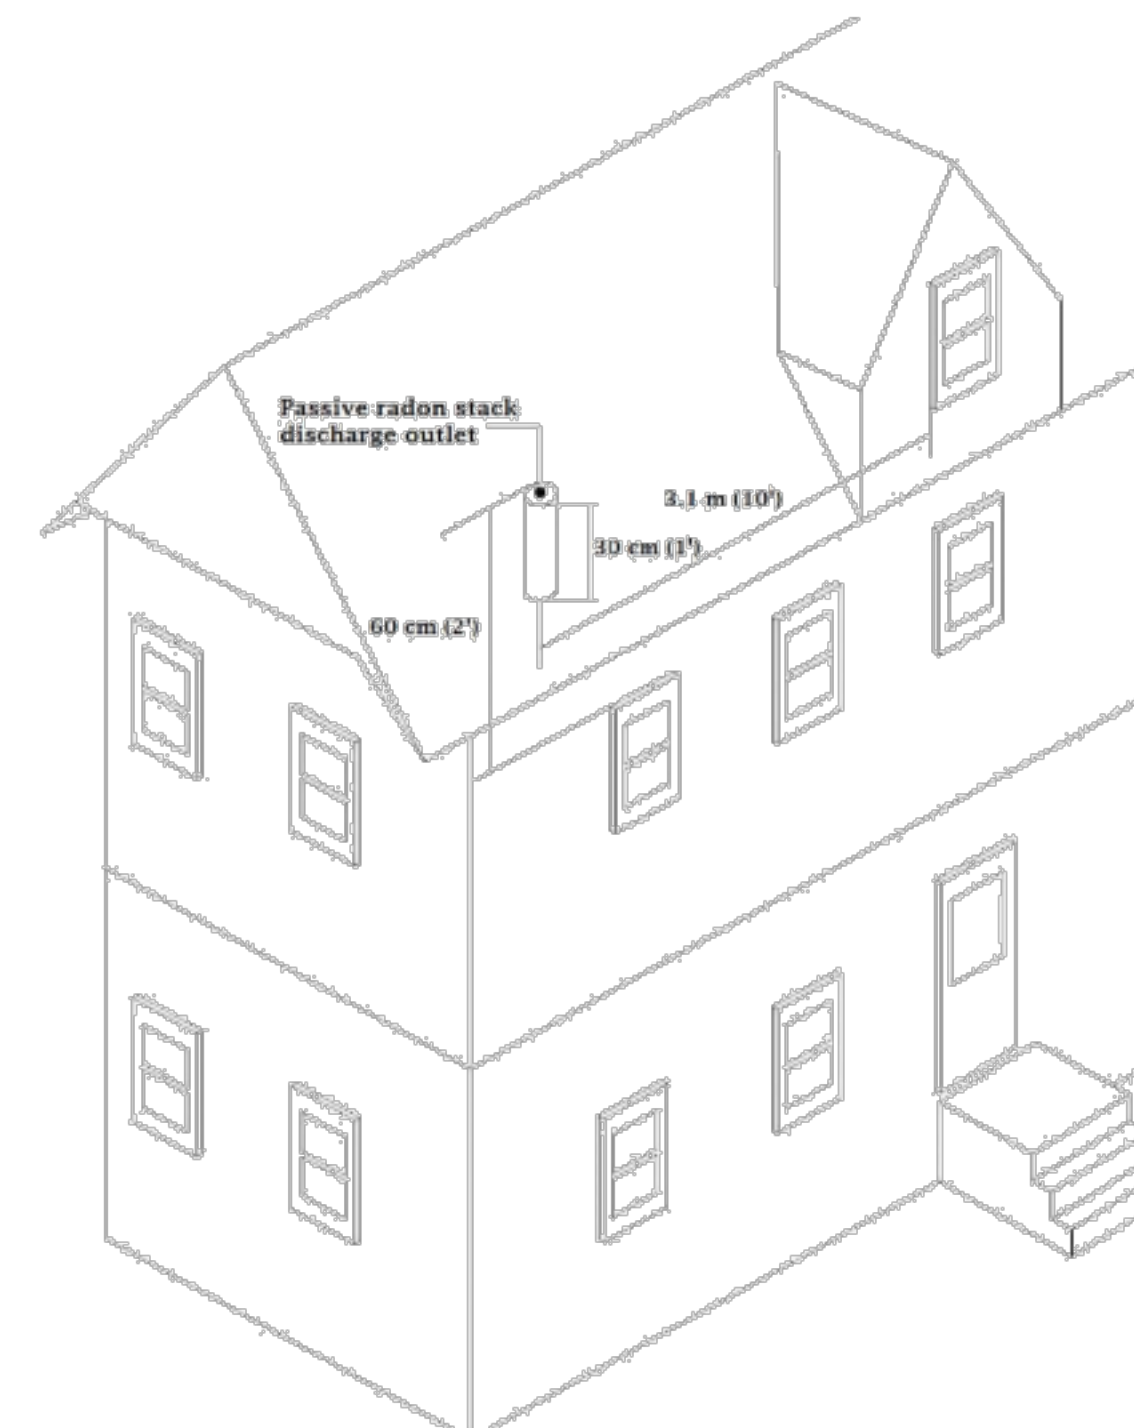 Passive radon stack
discharge outlet
3.1 m (10')
30 cm (1')
60 cm (2')